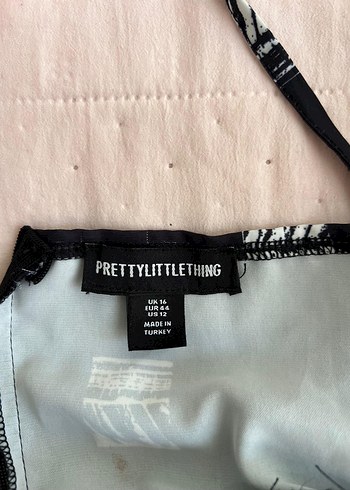 PRETTYLITTLETHING
UK 16
EUR 44
US 12
MADE IN
TURKEY